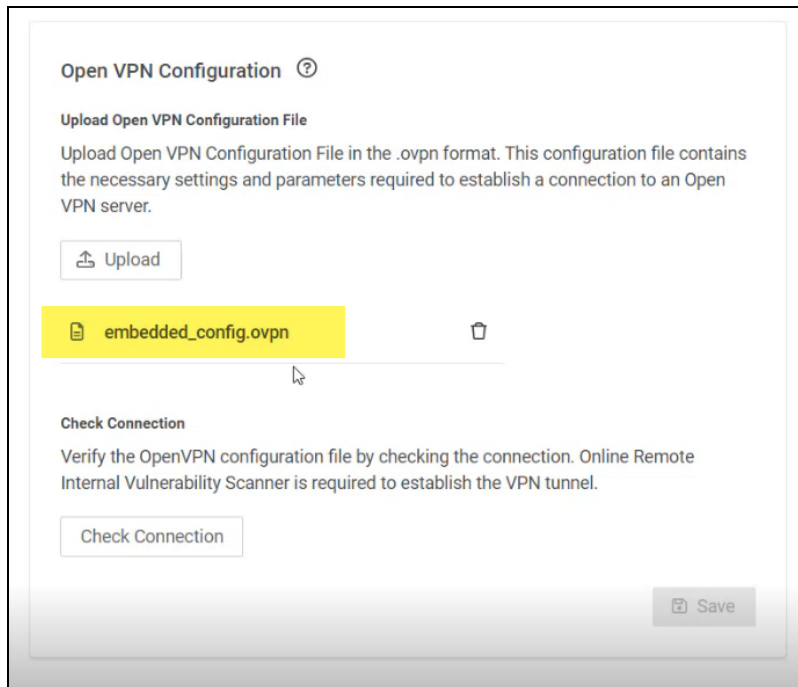 Open VPN Configuration ?
Upload Open VPN Configuration File
Upload Open VPN Configuration File in the .ovpn format. This configuration file contains
the necessary settings and parameters required to establish a connection to an Open
VPN server.
Upload
embedded_config.ovpn
Check Connection
Verify the OpenVPN configuration file by checking the connection. Online Remote
Internal Vulnerability Scanner is required to establish the VPN tunnel.
Check Connection
Save